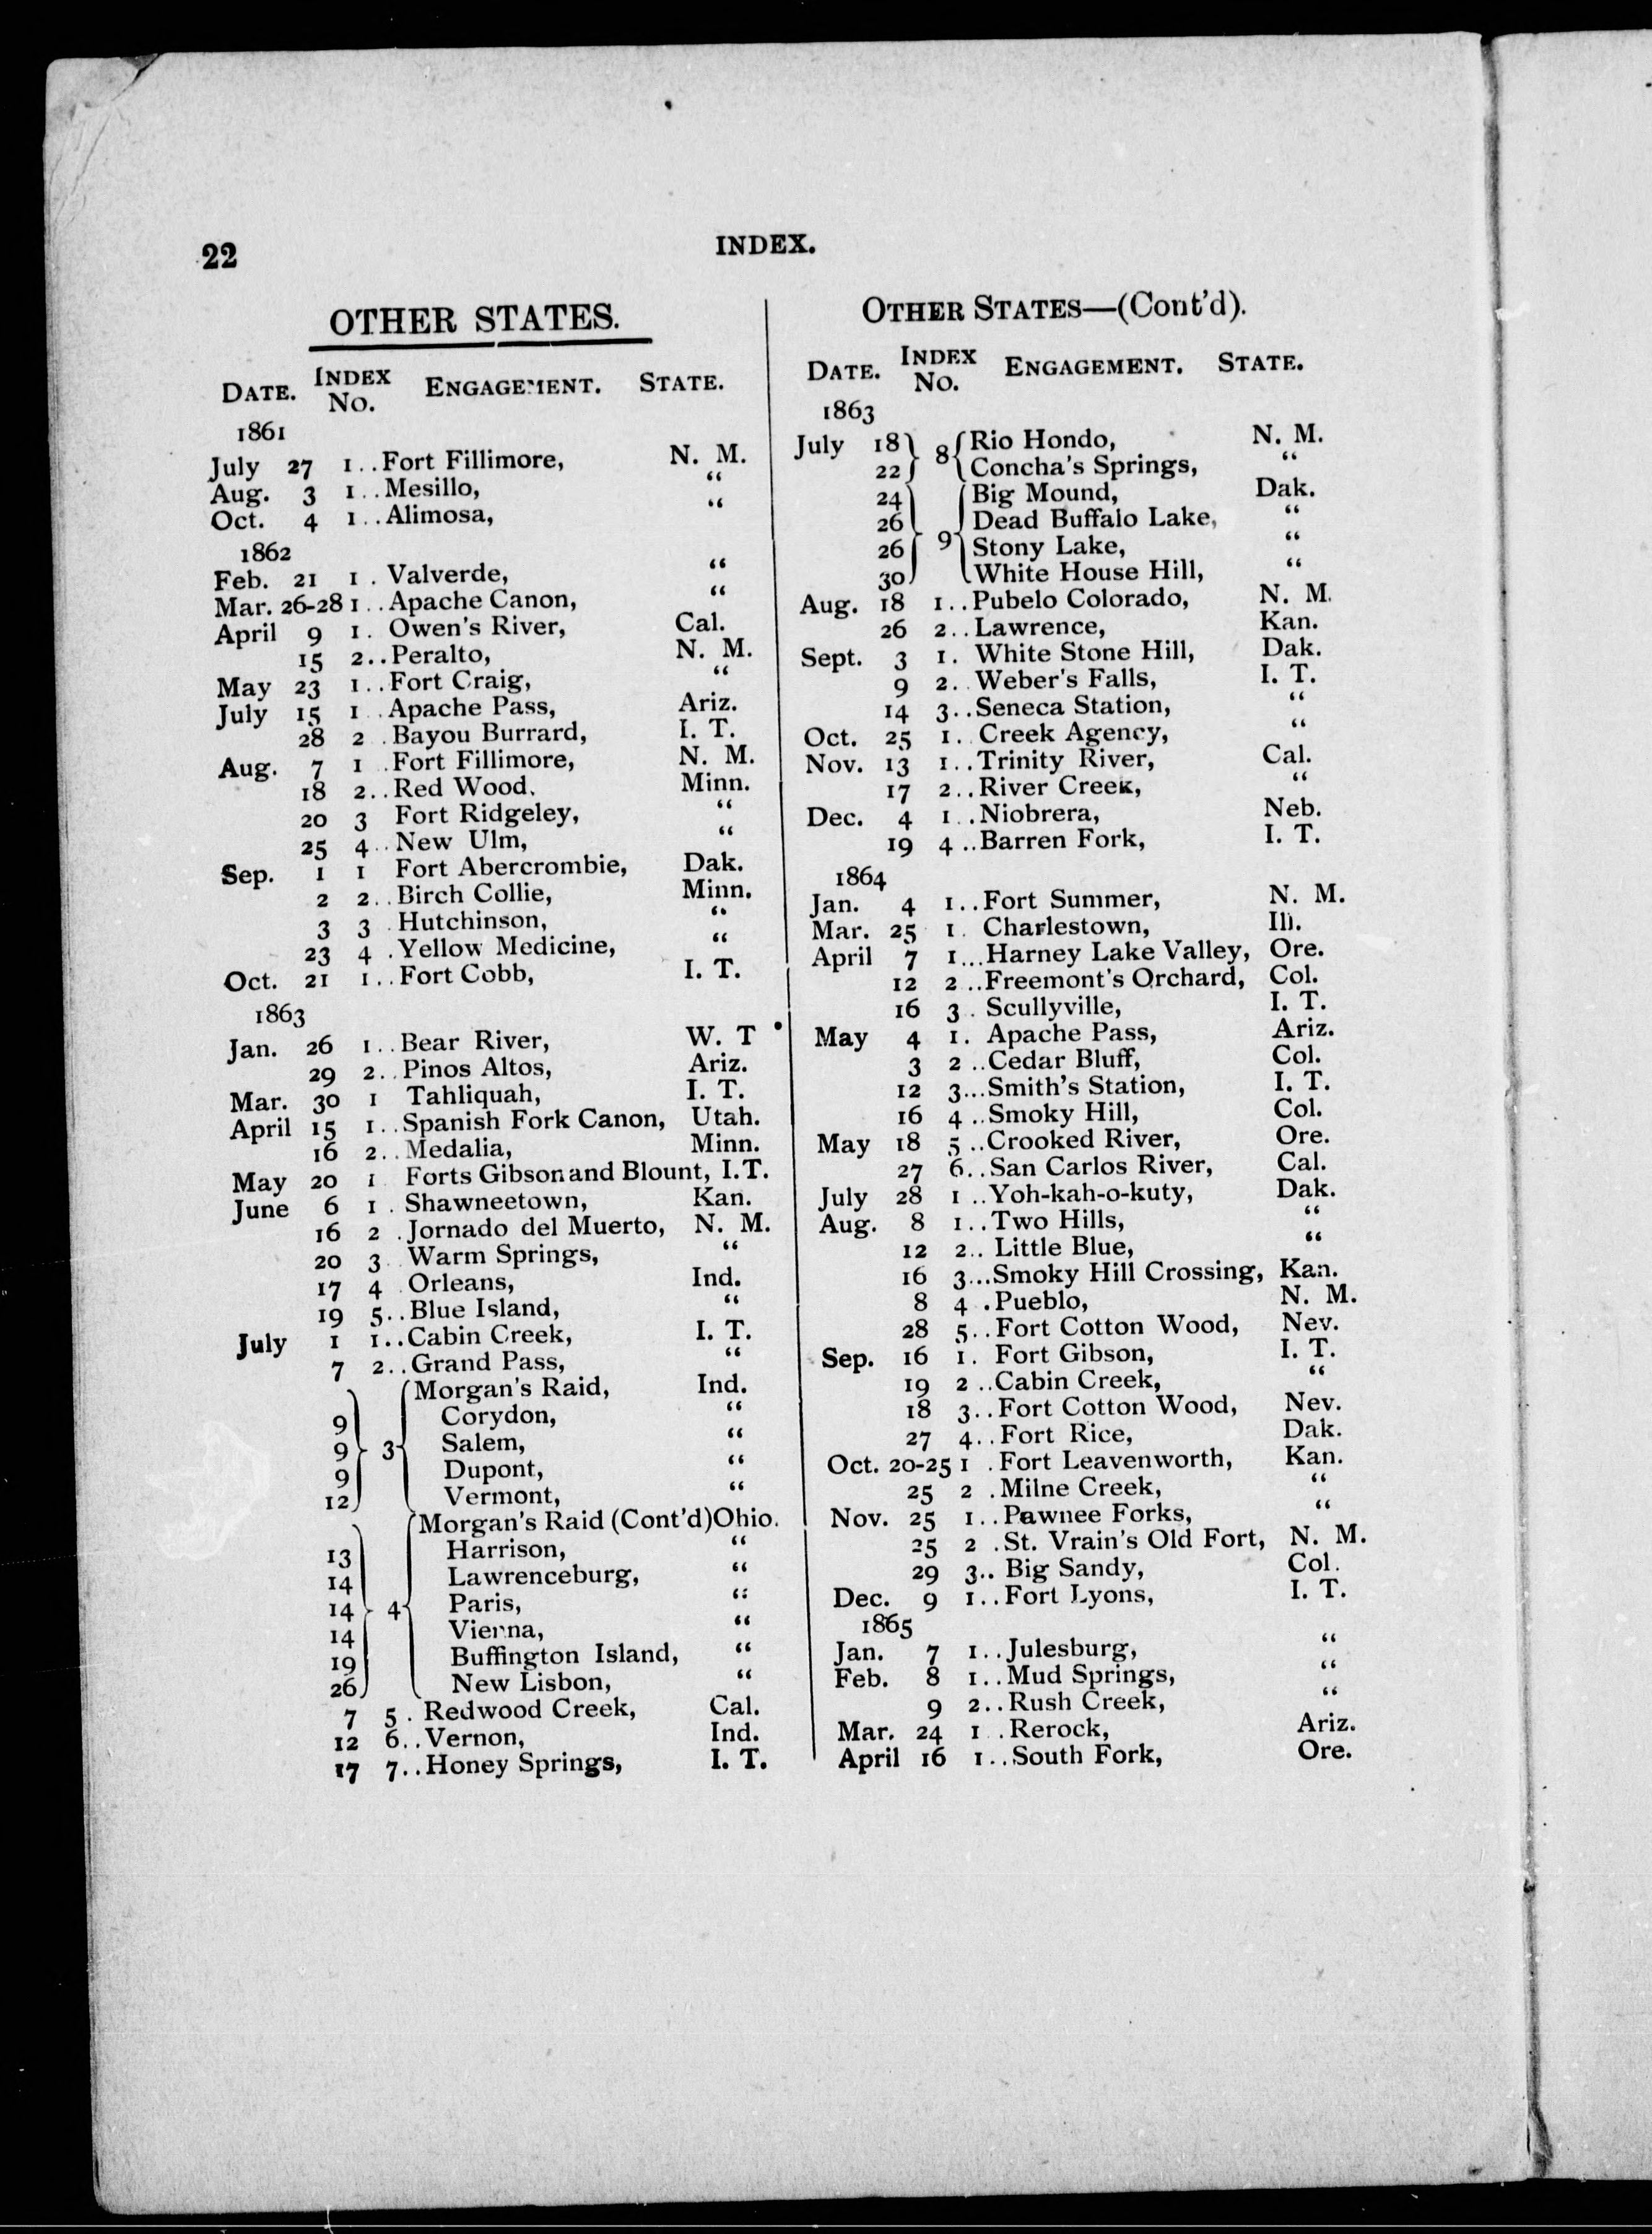 22
INDEX.
OTHER STATES.
DATE. INDEX No. ENGAGEMENT. STATE.
1861
July 27 1..Fort Fillimore, N. M.
Aug. 3 1..Mesillo, “
Oct. 4 1..Alimosa, “
1862
Feb. 21 1 . Valverde, “
Mar. 26-28 1..Apache Canon, “
April 9 1. Owen's River, Cal.
15 2..Peralto, N. M.
May 23 1..Fort Craig, “
July 15 1 ..Apache Pass, Ariz.
28 2 .Bayou Burrard, I. T.
Aug. 7 1 .Fort Fillimore, N. M.
18 2..Red Wood. Minn.
20 3 Fort Ridgeley, “
25 4..New Ulm, “
Sep. 1 1 Fort Abercrombie, Dak.
2 2..Birch Collie, Minn.
3 3 .Hutchinson, “
23 4 .Yellow Medicine, “
Oct. 21 1..Fort Cobb, I. T.
1863
Jan. 26 1..Bear River, W. T
29 2..Pinos Altos, Ariz.
Mar. 30 1 Tahliquah, I. T.
April 15 1..Spanish Fork Canon, Utah.
16 2..Medalia, Minn.
May 20 1 Forts Gibson and Blount, I.T.
June 6 1 . Shawneetown, Kan.
16 2 .Jornado del Muerto, N. M.
20 3 ..Warm Springs, “
17 4 .Orleans, Ind.
19 5..Blue Island, “
July 1 1..Cabin Creek, I. T.
7 2..Grand Pass, “
3 Morgan's Raid, Ind.
9 Corydon, “
9 Salem, “
9 Dupont, “
12 Vermont, “
4 Morgan's Raid (Cont'd) Ohio.
13 Harrison, “
14 Lawrenceburg, “
14 Paris, “
14 Vienna, “
19 Buffington Island, “
26 New Lisbon, “
7 5 . Redwood Creek, Cal.
12 6..Vernon, Ind.
17 7..Honey Springs, I. T.
OTHER STATES—(Cont'd).
DATE. INDEX No. ENGAGEMENT. STATE.
1863
July 18 8 Rio Hondo, N. M.
22 Concha's Springs, “
24 9 Big Mound, Dak.
26 Dead Buffalo Lake, “
26 Stony Lake, “
30 White House Hill, “
Aug. 18 1..Pubelo Colorado, N. M.
26 2..Lawrence, Kan.
Sept. 3 1. White Stone Hill, Dak.
9 2..Weber's Falls, I. T.
14 3..Seneca Station, “
Oct. 25 1..Creek Agency, “
Nov. 13 1..Trinity River, Cal.
17 2..River Creek, “
Dec. 4 1..Niobrera, Neb.
19 4 ..Barren Fork, I. T.
1864
Jan. 4 1..Fort Summer, N. M.
Mar. 25 1. Charlestown, Ill.
April 7 1...Harney Lake Valley, Ore.
12 2 ..Freemont's Orchard, Col.
16 3 . Scullyville, I. T.
May 4 1. Apache Pass, Ariz.
3 2 ..Cedar Bluff, Col.
12 3...Smith's Station, I. T.
16 4 ..Smoky Hill, Col.
May 18 5 ..Crooked River, Ore.
27 6..San Carlos River, Cal.
July 28 1 ..Yoh-kah-o-kuty, Dak.
Aug. 8 1..Two Hills, “
12 2.. Little Blue, “
16 3...Smoky Hill Crossing, Kan.
8 4 .Pueblo, N. M.
28 5..Fort Cotton Wood, Nev.
Sep. 16 1. Fort Gibson, I. T.
19 2 ..Cabin Creek, “
18 3..Fort Cotton Wood, Nev.
27 4..Fort Rice, Dak.
Oct. 20-25 1 .Fort Leavenworth, Kan.
25 2 .Milne Creek, “
Nov. 25 1..Pawnee Forks, “
25 2 .St. Vrain's Old Fort, N. M.
29 3.. Big Sandy, Col.
Dec. 9 1..Fort Lyons, I. T.
1865
Jan. 7 1..Julesburg, “
Feb. 8 1..Mud Springs, “
9 2..Rush Creek, “
Mar. 24 1 ..Rerock, Ariz.
April 16 1..South Fork, Ore.